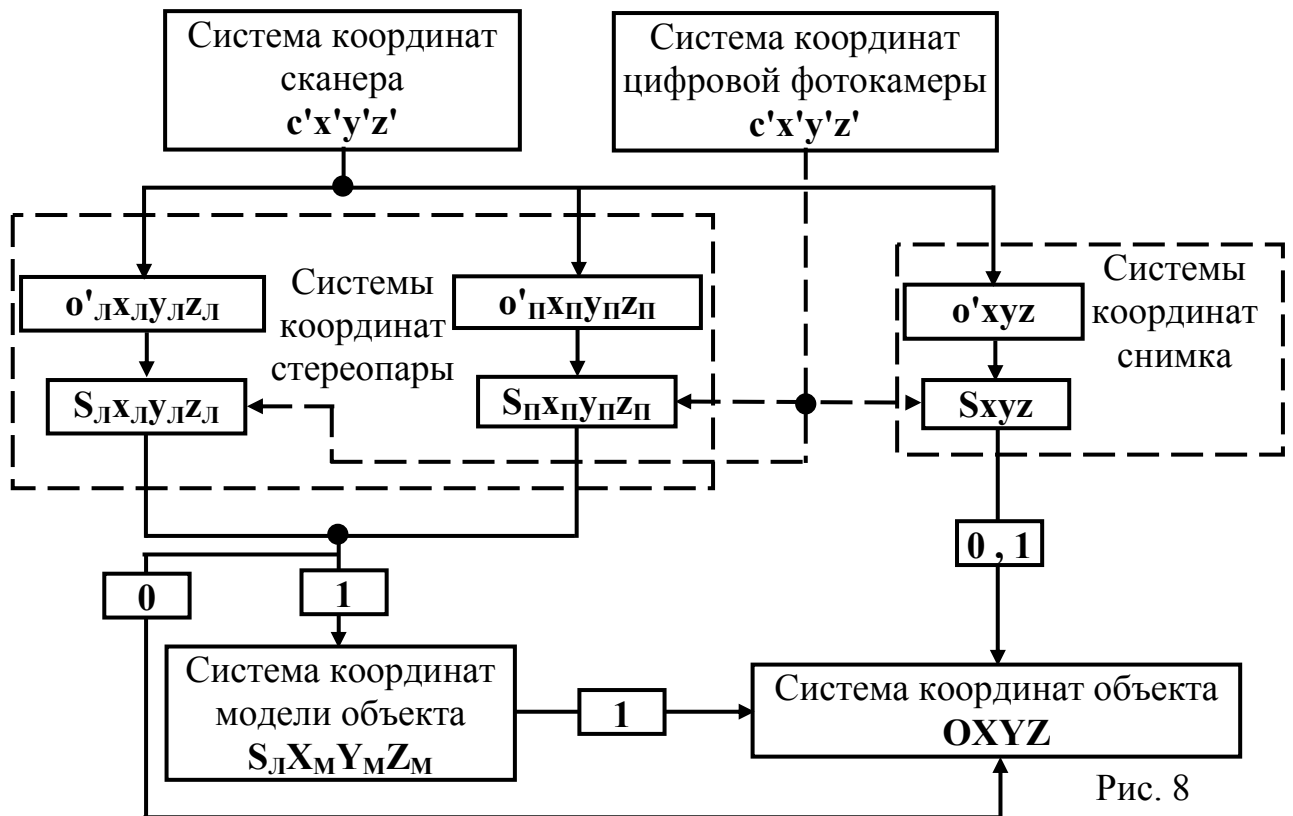 Система координат
сканера
c'x'y'z'
Система координат
цифровой фотокамеры
c'x'y'z'
o'ЛxЛyЛzЛ
Системы
координат
стереопары
o'ПxПyПzП
SЛxЛyЛzЛ
SПxПyПzП
Системы
координат
снимка
o'xyz
Sxyz
0 , 1
0
1
Система координат
модели объекта
SЛXМYМZМ
1
Система координат объекта
OXYZ
Рис. 8